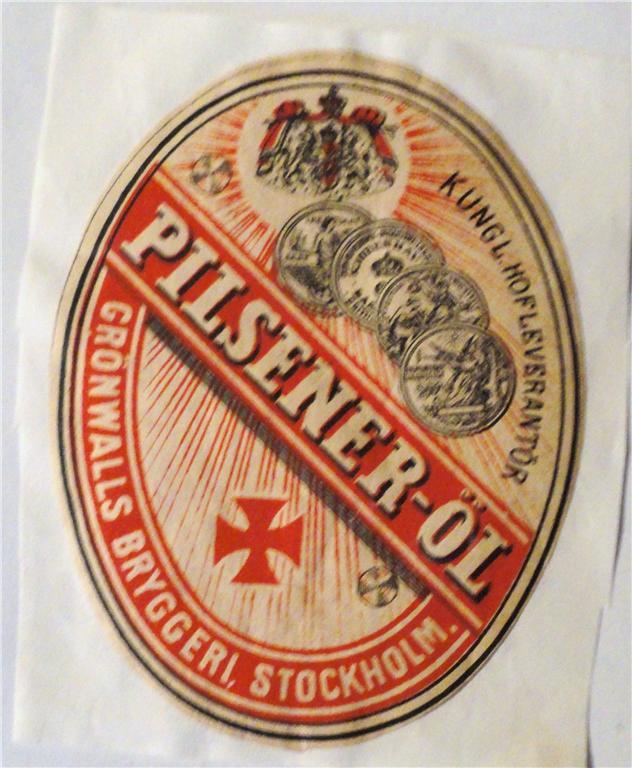 KUNGL. HOFLEVERANTÖR
PILSENER-ÖL
GRÖNWALLS BRYGGERI, STOCKHOLM.